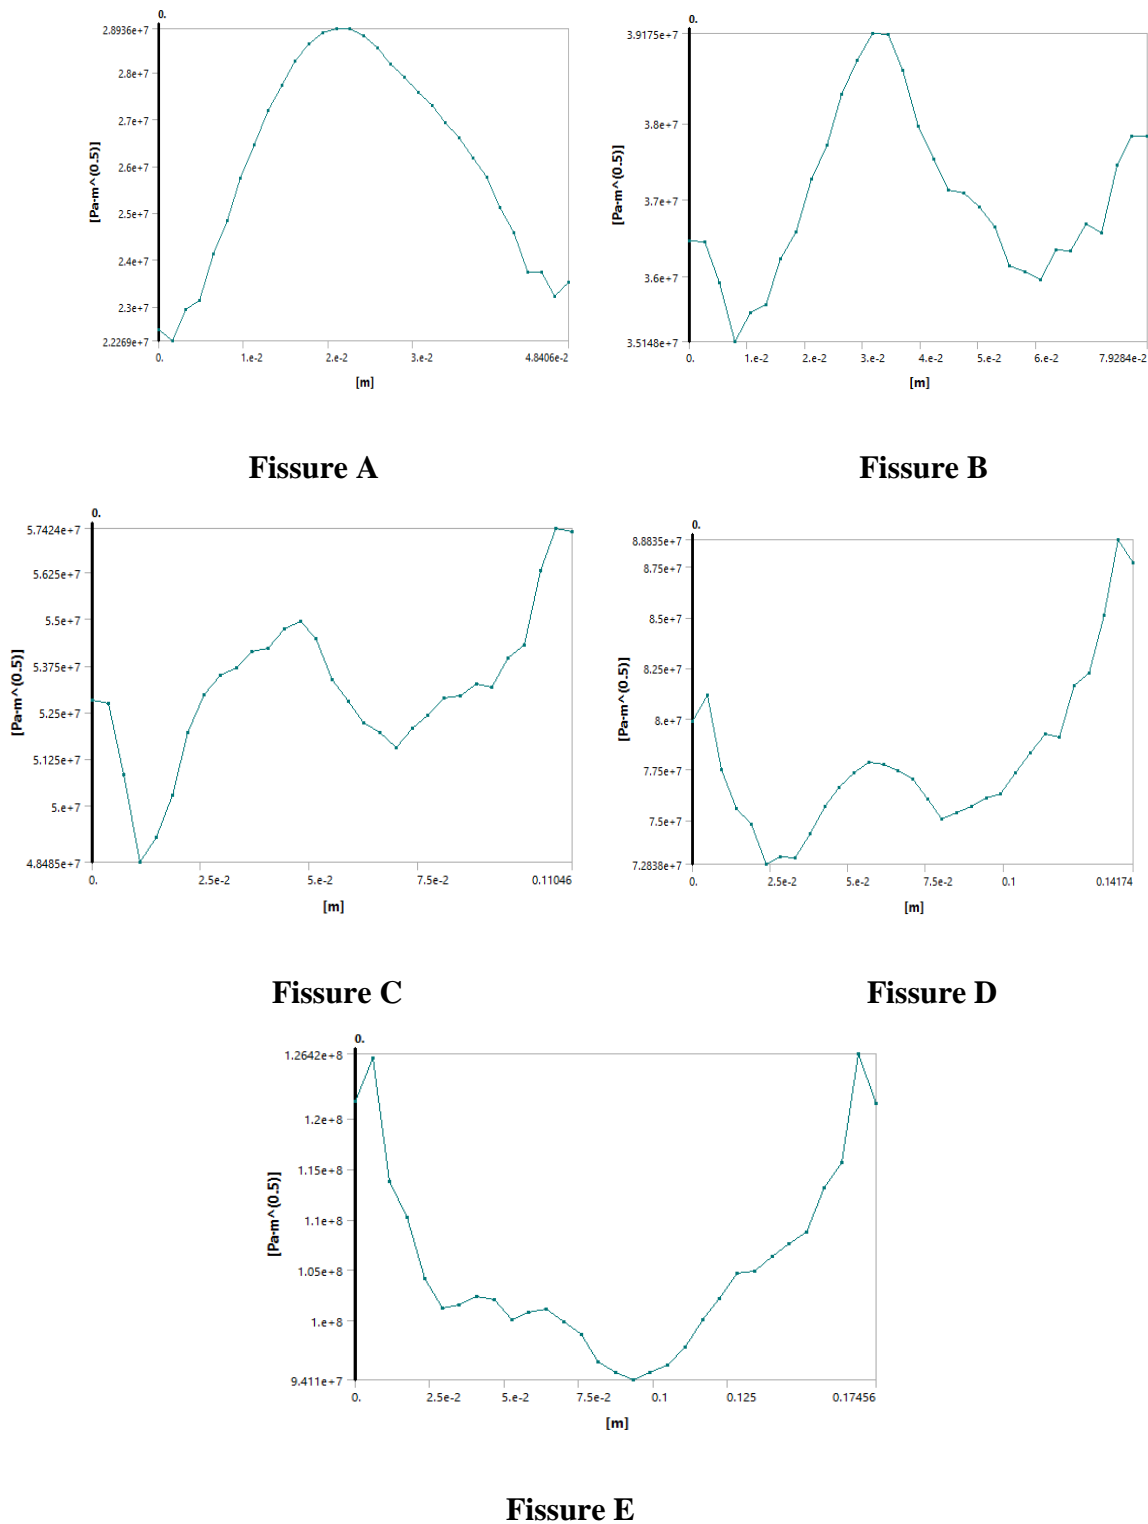 0.
2.8936e+7
2.8e+7
2.7e+7
2.6e+7
2.5e+7
2.4e+7
2.3e+7
2.2269e+7
[Pa·m^(0.5)]
0. 1.e-2 2.e-2 3.e-2 4.8406e-2
[m]
Fissure A
0.
3.9175e+7
3.8e+7
3.7e+7
3.6e+7
3.5148e+7
[Pa·m^(0.5)]
0. 1.e-2 2.e-2 3.e-2 4.e-2 5.e-2 6.e-2 7.9284e-2
[m]
Fissure B
0.
5.7424e+7
5.625e+7
5.5e+7
5.375e+7
5.25e+7
5.125e+7
5.e+7
4.8485e+7
[Pa·m^(0.5)]
0. 2.5e-2 5.e-2 7.5e-2 0.11046
[m]
Fissure C
0.
8.8835e+7
8.75e+7
8.5e+7
8.25e+7
8.e+7
7.75e+7
7.5e+7
7.2838e+7
[Pa·m^(0.5)]
0. 2.5e-2 5.e-2 7.5e-2 0.1 0.14174
[m]
Fissure D
0.
1.2642e+8
1.2e+8
1.15e+8
1.1e+8
1.05e+8
1.e+8
9.411e+7
[Pa·m^(0.5)]
0. 2.5e-2 5.e-2 7.5e-2 0.1 0.125 0.17456
[m]
Fissure E